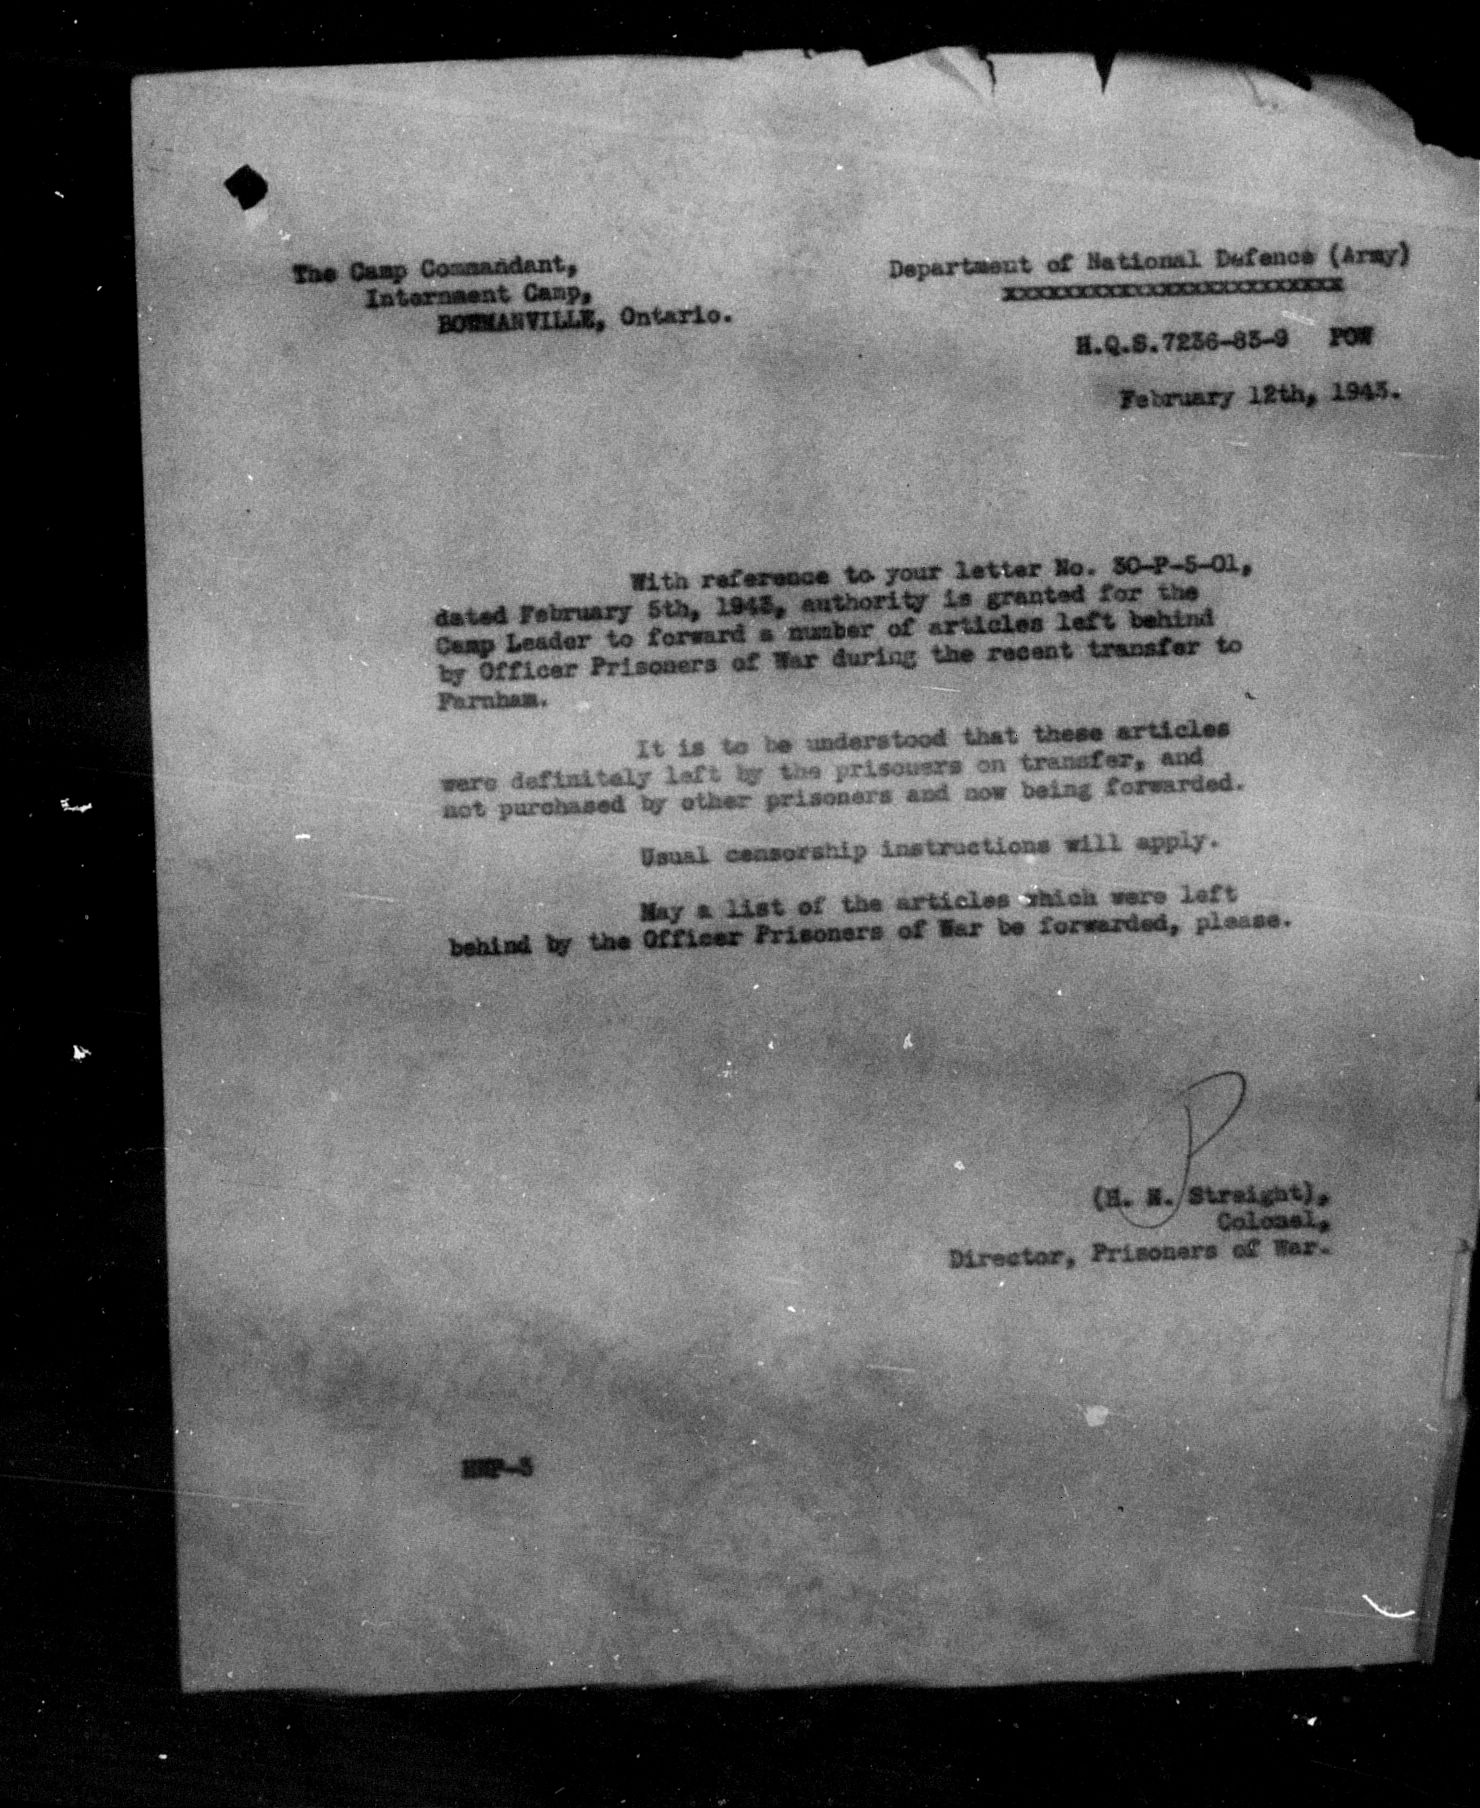 The Camp Commandant,
Internment Camp,
BOWMANVILLE, Ontario.
Department of National Defence (Army)
xxxxxxxxxxxxxxxxxxxxxxxxx
H.Q.S.7236-83-9 POW
February 12th, 1943.
With reference to your letter No. 30-P-5-01,
dated February 5th, 1943, authority is granted for the
Camp Leader to forward a number of articles left behind
by Officer Prisoners of War during the recent transfer to
Farnham.
It is to be understood that these articles
were definitely left by the prisoners on transfer, and
not purchased by other prisoners and now being forwarded.
Usual censorship instructions will apply.
May a list of the articles which were left
behind by the Officer Prisoners of War be forwarded, please.
P
(H. N. Straight),
Colonel,
Director, Prisoners of War.